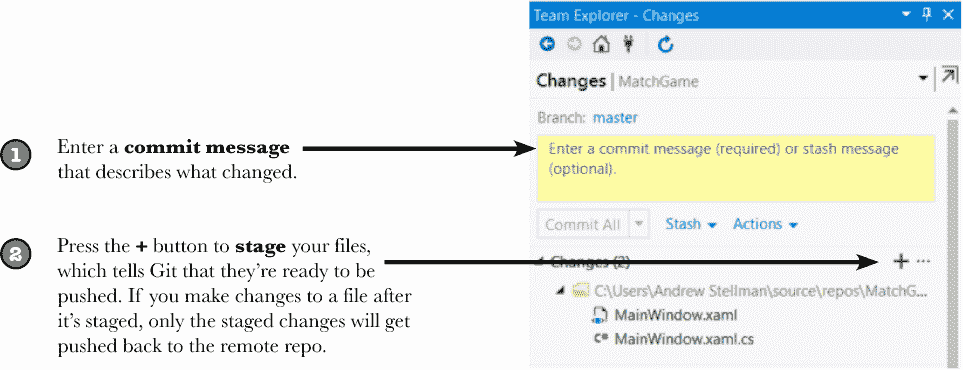 Team Explorer - Changes
Changes | MatchGame
Branch: master
1
Enter a commit message
that describes what changed.
Enter a commit message (required) or stash message
(optional).
Commit All
Stash
Actions
2
Press the + button to stage your files,
which tells Git that they're ready to be
pushed. If you make changes to a file after
it's staged, only the staged changes will get
pushed back to the remote repo.
Changes (2)
C:\Users\Andrew Stellman\source\repos\MatchG...
MainWindow.xaml
C# MainWindow.xaml.cs